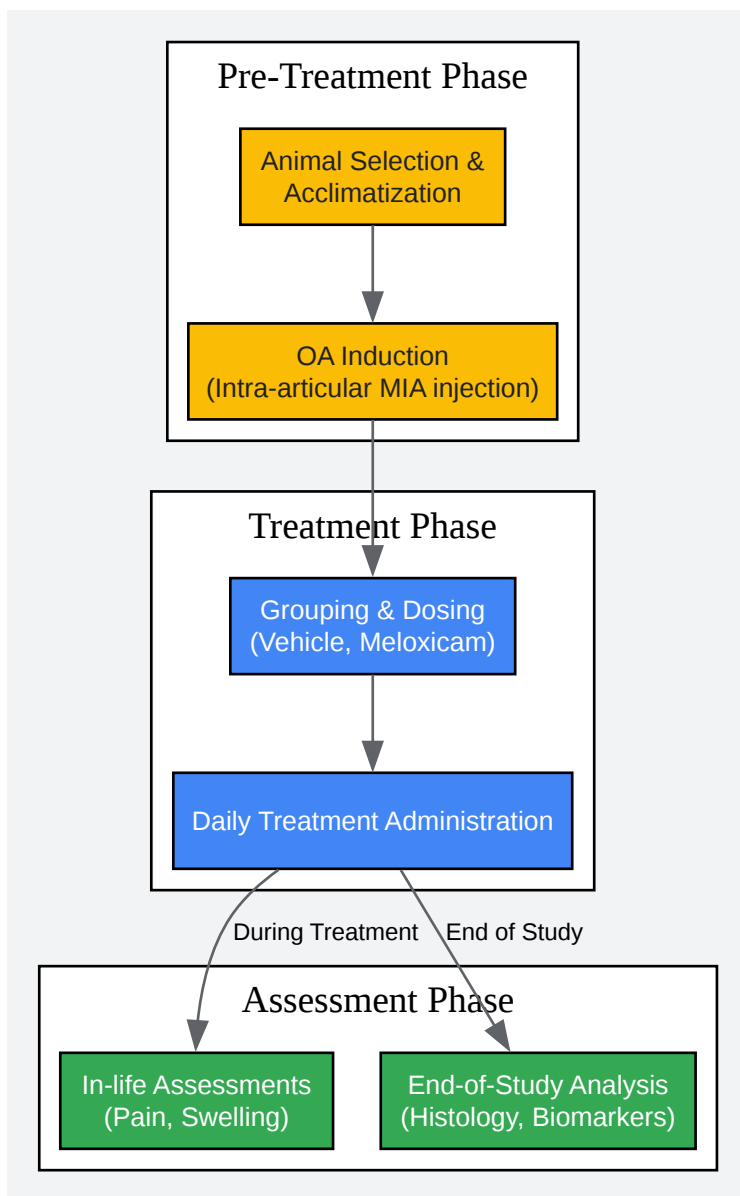 Pre-Treatment Phase
Animal Selection &
Acclimatization
OA Induction
(Intra-articular MIA injection)
Treatment Phase
Grouping & Dosing
(Vehicle, Meloxicam)
Daily Treatment Administration
During Treatment
End of Study
Assessment Phase
In-life Assessments
(Pain, Swelling)
End-of-Study Analysis
(Histology, Biomarkers)